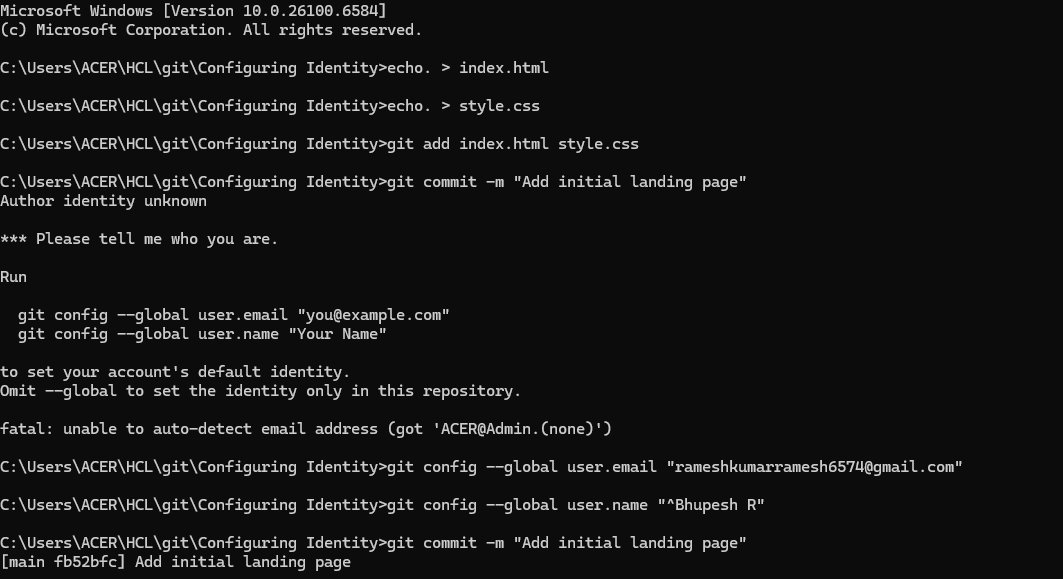 Microsoft Windows [Version 10.0.26100.6584]
(c) Microsoft Corporation. All rights reserved.
C:\Users\ACER\HCL\git\Configuring Identity>echo. > index.html
C:\Users\ACER\HCL\git\Configuring Identity>echo. > style.css
C:\Users\ACER\HCL\git\Configuring Identity>git add index.html style.css
C:\Users\ACER\HCL\git\Configuring Identity>git commit -m "Add initial landing page"
Author identity unknown
*** Please tell me who you are.
Run
git config --global user.email "you@example.com"
git config --global user.name "Your Name"
to set your account's default identity.
Omit --global to set the identity only in this repository.
fatal: unable to auto-detect email address (got 'ACER@Admin.(none)')
C:\Users\ACER\HCL\git\Configuring Identity>git config --global user.email "rameshkumarramesh6574@gmail.com"
C:\Users\ACER\HCL\git\Configuring Identity>git config --global user.name "^Bhupesh R"
C:\Users\ACER\HCL\git\Configuring Identity>git commit -m "Add initial landing page"
[main fb52bfc] Add initial landing page